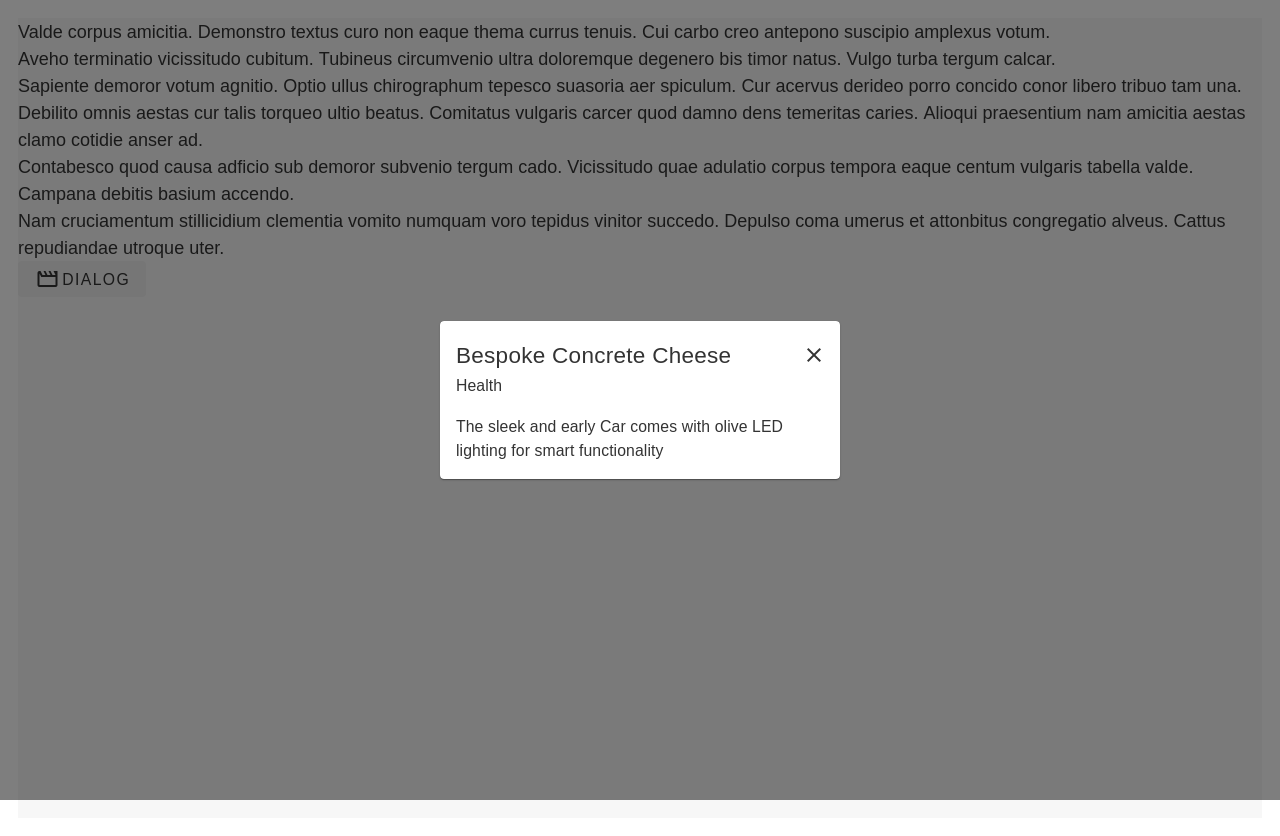 Valde corpus amicitia. Demonstro textus curo non eaque thema currus tenuis. Cui carbo creo antepono suscipio amplexus votum.
Aveho terminatio vicissitudo cubitum. Tubineus circumvenio ultra doloremque degenero bis timor natus. Vulgo turba tergum calcar.
Sapiente demoror votum agnitio. Optio ullus chirographum tepesco suasoria aer spiculum. Cur acervus derideo porro concido conor libero tribuo tam una.
Debilito omnis aestas cur talis torqueo ultio beatus. Comitatus vulgaris carcer quod damno dens temeritas caries. Alioqui praesentium nam amicitia aestas
clamo cotidie anser ad.
Contabesco quod causa adficio sub demoror subvenio tergum cado. Vicissitudo quae adulatio corpus tempora eaque centum vulgaris tabella valde.
Campana debitis basium accendo.
Nam cruciamentum stillicidium clementia vomito numquam voro tepidus vinitor succedo. Depulso coma umerus et attonbitus congregatio alveus. Cattus
repudiandae utroque uter.
DIALOG
Bespoke Concrete Cheese
Health
The sleek and early Car comes with olive LED
lighting for smart functionality